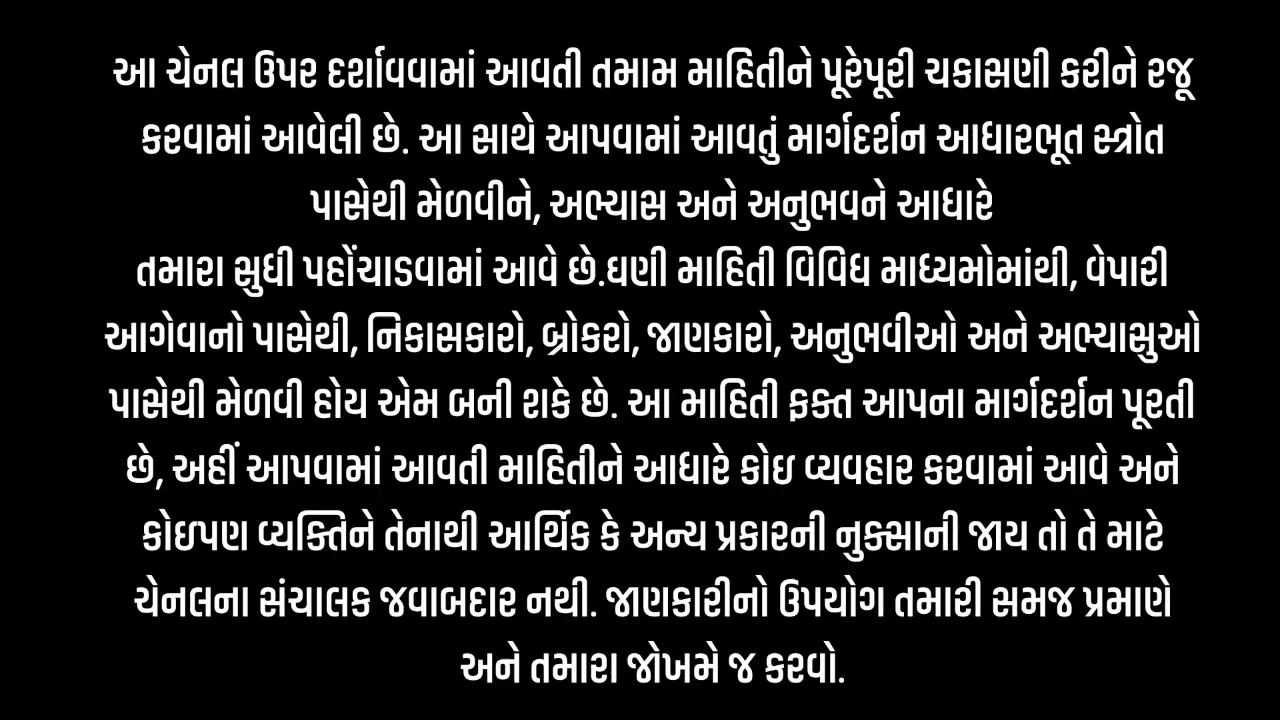 આ ચેનલ ઉપર દર્શાવવામાં આવતી તમામ માહિતીને પૂરેપૂરી ચકાસણી કરીને રજૂ
કરવામાં આવેલી છે. આ સાથે આપવામાં આવતું માર્ગદર્શન આધારભૂત સ્ત્રોત
પાસેથી મેળવીને, અભ્યાસ અને અનુભવને આધારે
તમારા સુધી પહોંચાડવામાં આવે છે.ઘણી માહિતી વિવિધ માધ્યમોમાંથી, વેપારી
આગેવાનો પાસેથી, નિકાસકારો, બ્રોકરો, જાણકારો, અનુભવીઓ અને અભ્યાસુઓ
પાસેથી મેળવી હોય એમ બની શકે છે. આ માહિતી ફક્ત આપના માર્ગદર્શન પૂરતી
છે, અહીં આપવામાં આવતી માહિતીને આધારે કોઇ વ્યવહાર કરવામાં આવે અને
કોઇપણ વ્યક્તિને તેનાથી આર્થિક કે અન્ય પ્રકારની નુક્સાની જાય તો તે માટે
ચેનલના સંચાલક જવાબદાર નથી. જાણકારીનો ઉપયોગ તમારી સમજ પ્રમાણે
અને તમારા જોખમે જ કરવો.